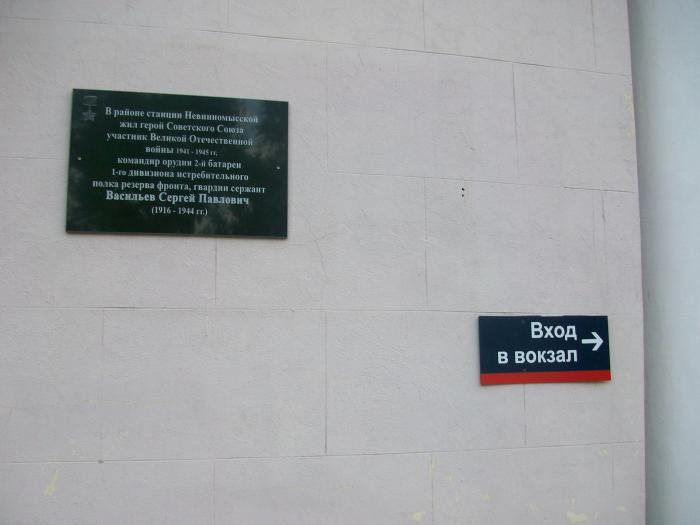 В районе станции Невинномысской
жил герой Советского Союза
участник Великой Отечественной
войны 1941 - 1945 гг.
командир орудия 2-й батареи
1-го дивизиона истребительного
полка резерва фронта, гвардии сержант
Васильев Сергей Павлович
(1916 - 1944 гг.)
Вход
в вокзал